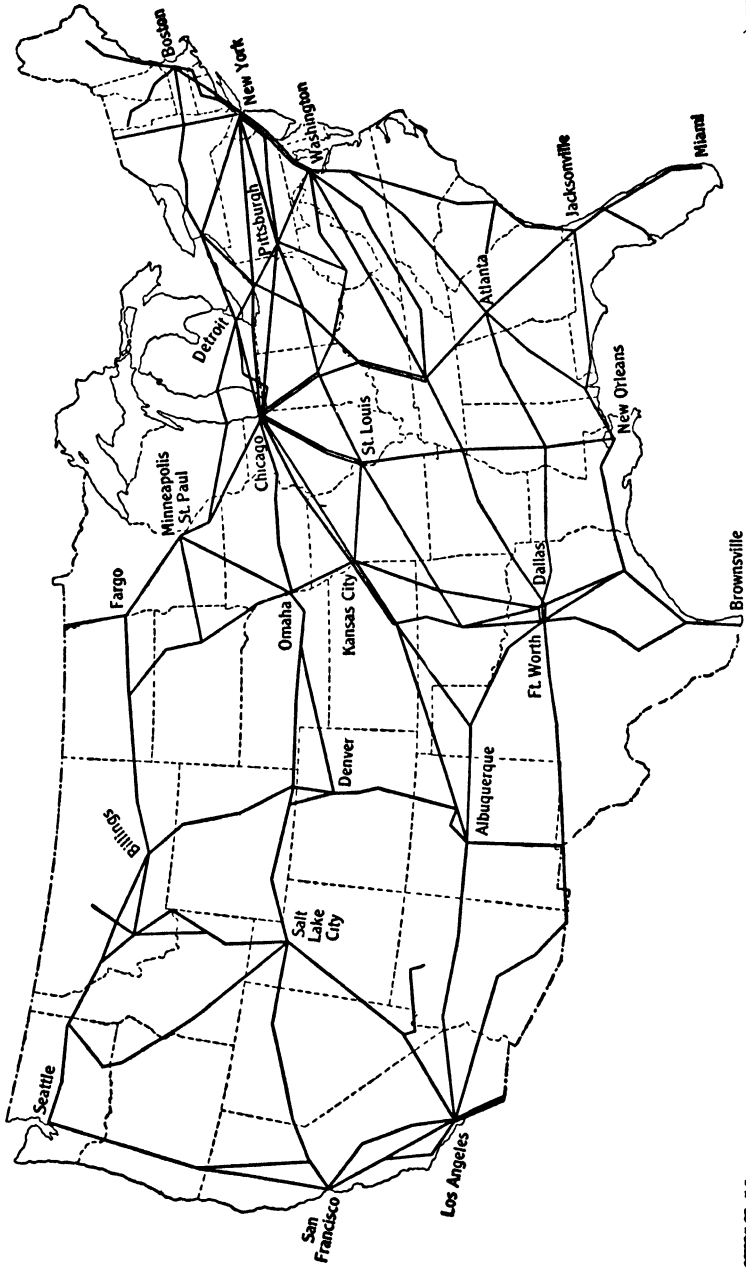 Seattle
San
Francisco
Los Angeles
Salt
Lake
City
Billings
Denver
Albuquerque
Fargo
Minneapolis
St. Paul
Omaha
Kansas City
Ft. Worth
Dallas
Brownsville
Chicago
St. Louis
New Orleans
Detroit
Pittsburgh
Atlanta
Jacksonville
Miami
Washington
New York
Boston